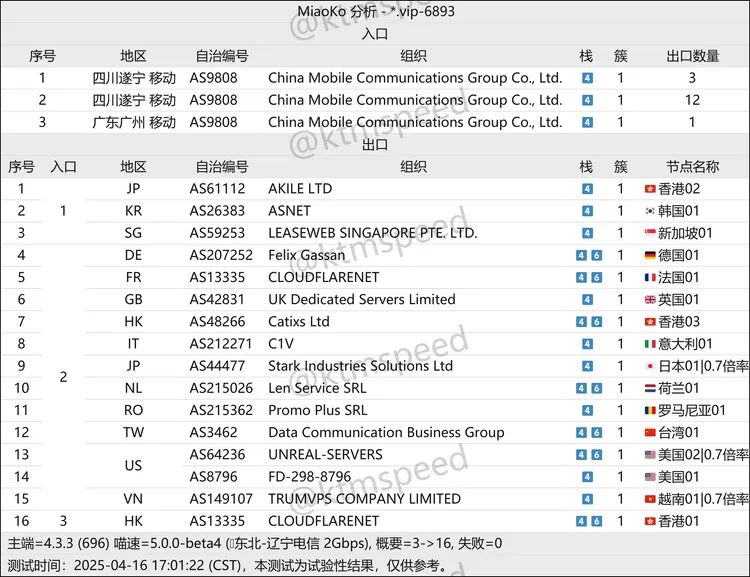 MiaoKo 分析 - *.vip-6893
入口
序号 地区 自治编号 组织 栈 簇 出口数量
1 四川遂宁 移动 AS9808 China Mobile Communications Group Co., Ltd. 4 1 3
2 四川遂宁 移动 AS9808 China Mobile Communications Group Co., Ltd. 4 1 12
3 广东广州 移动 AS9808 China Mobile Communications Group Co., Ltd. 4 1 1
出口
序号 入口 地区 自治编号 组织 栈 簇 节点名称
1 JP AS61112 AKILE LTD 4 1 香港02
2 1 KR AS26383 ASNET 4 1 韩国01
3 SG AS59253 LEASEWEB SINGAPORE PTE. LTD. 4 1 新加坡01
4 DE AS207252 Felix Gassan 4 6 1 德国01
5 FR AS13335 CLOUDFLARENET 4 6 1 法国01
6 GB AS42831 UK Dedicated Servers Limited 4 1 英国01
7 HK AS48266 Catixs Ltd 4 6 1 香港03
8 IT AS212271 C1V 4 1 意大利01
9 2 JP AS44477 Stark Industries Solutions Ltd 4 1 日本01|0.7倍率
10 NL AS215026 Len Service SRL 4 6 1 荷兰01
11 RO AS215362 Promo Plus SRL 4 1 罗马尼亚01
12 TW AS3462 Data Communication Business Group 4 6 1 台湾01
13 US AS64236 UNREAL-SERVERS 4 6 1 美国02|0.7倍率
14 AS8796 FD-298-8796 4 1 美国01
15 VN AS149107 TRUMVPS COMPANY LIMITED 4 1 越南01|0.7倍率
16 3 HK AS13335 CLOUDFLARENET 4 6 1 香港01
主端=4.3.3 (696) 喵速=5.0.0-beta4 (东北-辽宁电信 2Gbps), 概要=3->16, 失败=0
测试时间：2025-04-16 17:01:22 (CST)，本测试为试验性结果，仅供参考。
@ktmspeed
@ktmspeed
@ktmspeed
@ktmspeed
@ktmspeed